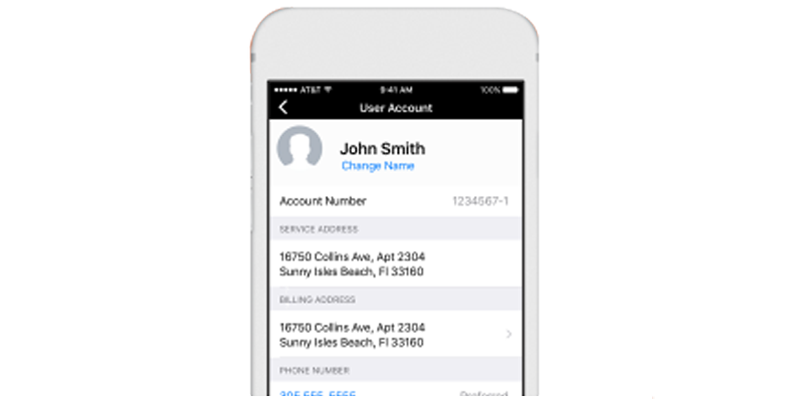 AT&T 9:41 AM 100%
User Account
John Smith
Change Name
Account Number 1234567-1
SERVICE ADDRESS
16750 Collins Ave, Apt 2304
Sunny Isles Beach, Fl 33160
BILLING ADDRESS
16750 Collins Ave, Apt 2304
Sunny Isles Beach, Fl 33160
PHONE NUMBER
Preferred